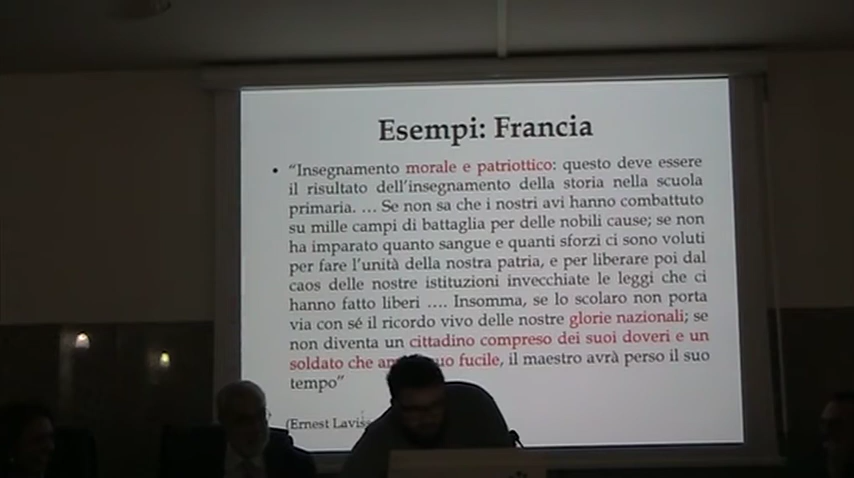 Esempi: Francia
• “Insegnamento morale e patriottico: questo deve essere
il risultato dell’insegnamento della storia nella scuola
primaria. … Se non sa che i nostri avi hanno combattuto
su mille campi di battaglia per delle nobili cause; se non
ha imparato quanto sangue e quanti sforzi ci sono voluti
per fare l’unità della nostra patria, e per liberare poi dal
caos delle nostre istituzioni invecchiate le leggi che ci
hanno fatto liberi …. Insomma, se lo scolaro non porta
via con sé il ricordo vivo delle nostre glorie nazionali; se
non diventa un cittadino compreso dei suoi doveri e un
soldato che fucile, il maestro avrà perso il suo
tempo”
(Ernest